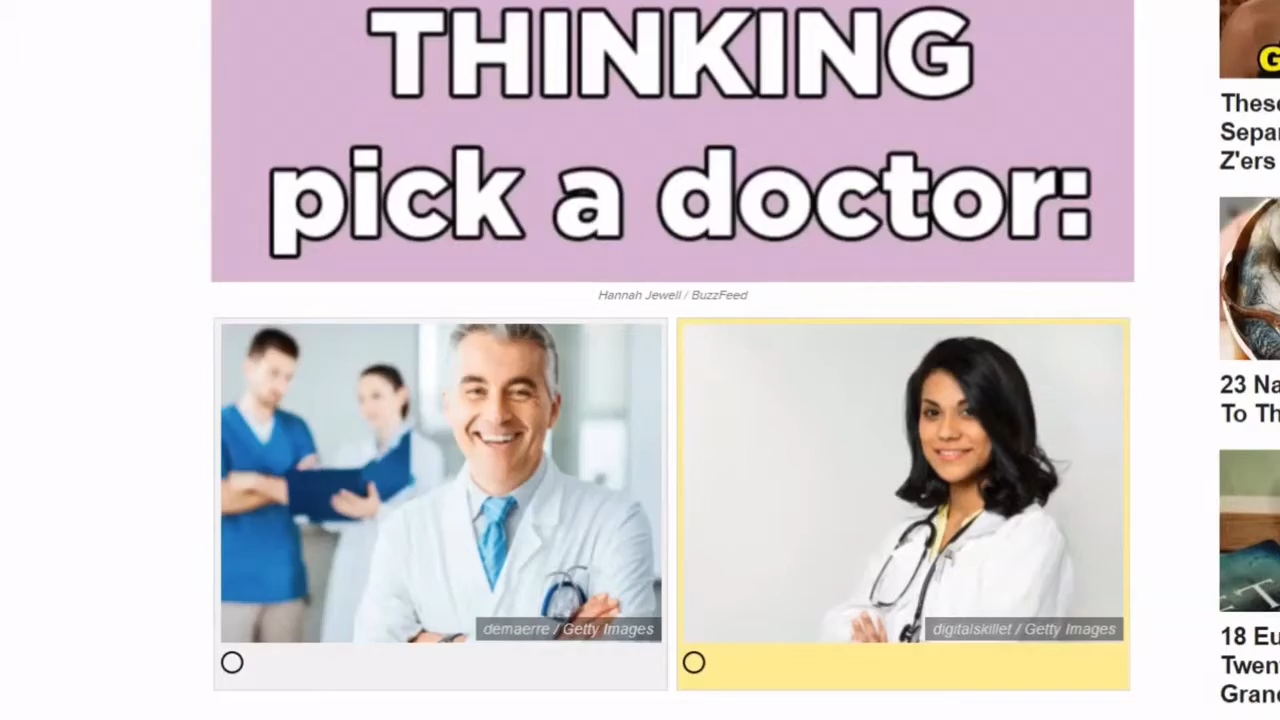 THINKING
pick a doctor:
Hannah Jewell / BuzzFeed
demaerre / Getty Images
digitalskillet / Getty Images
G
These
Separ
Z'ers
23 Na
To Th
18 Eu
Twent
Grand